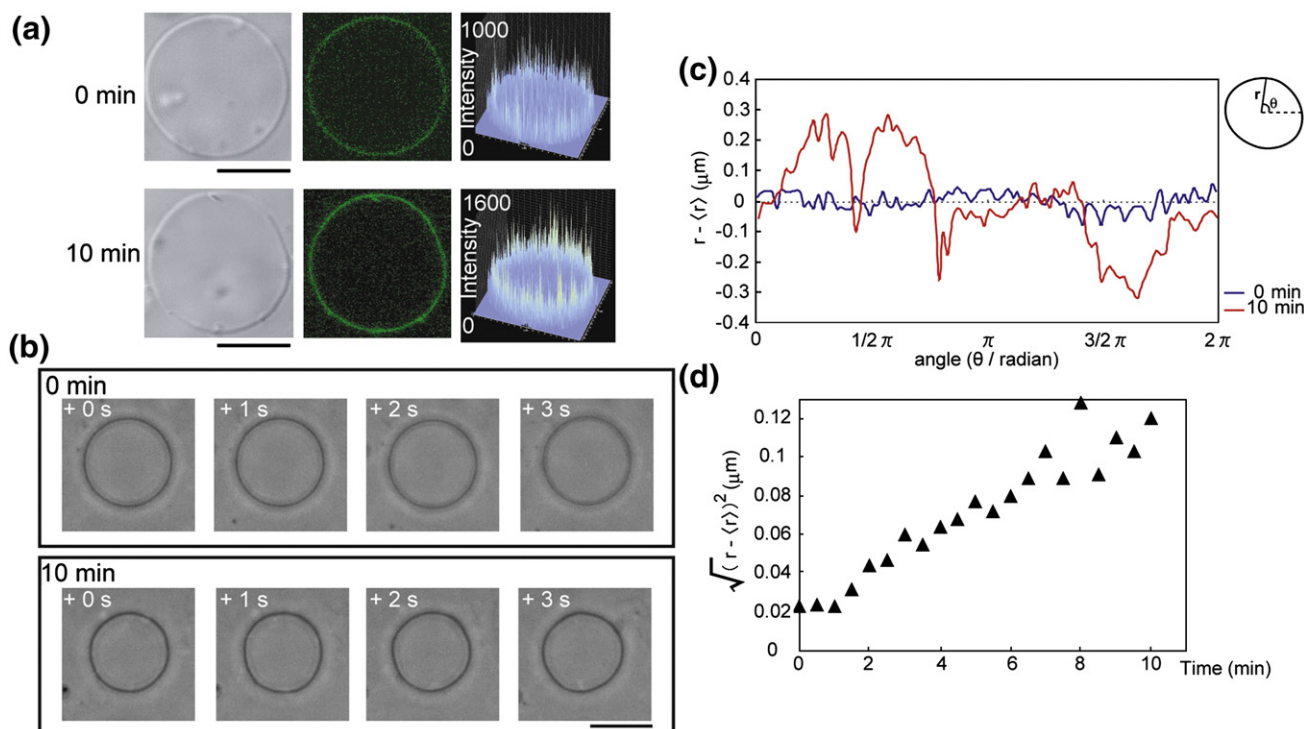 (a)
0 min
1000
Intensity
0
10 min
1600
Intensity
0
(b)
0 min
+ 0 s
+ 1 s
+ 2 s
+ 3 s
10 min
+ 0 s
+ 1 s
+ 2 s
+ 3 s
(c)
r - ⟨r⟩ (μm)
0.4
0.3
0.2
0.1
0
-0.1
-0.2
-0.3
-0.4
0
1/2 π
π
3/2 π
2 π
angle (θ / radian)
r
θ
0 min
10 min
(d)
√( r - ⟨r⟩)² (μm)
0.12
0.1
0.08
0.06
0.04
0.02
0
0
2
4
6
8
10
Time (min)